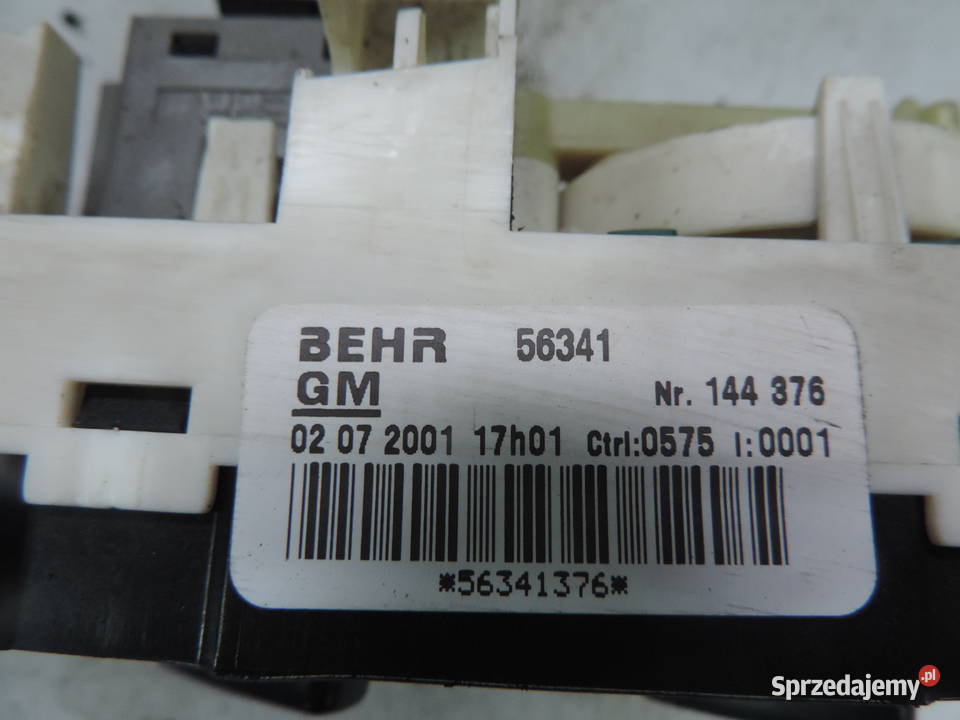 BEHR 56341
GM Nr. 144 376
02 07 2001 17h01 Ctrl:0575 I:0001
*56341376*
Sprzedajemy.pl